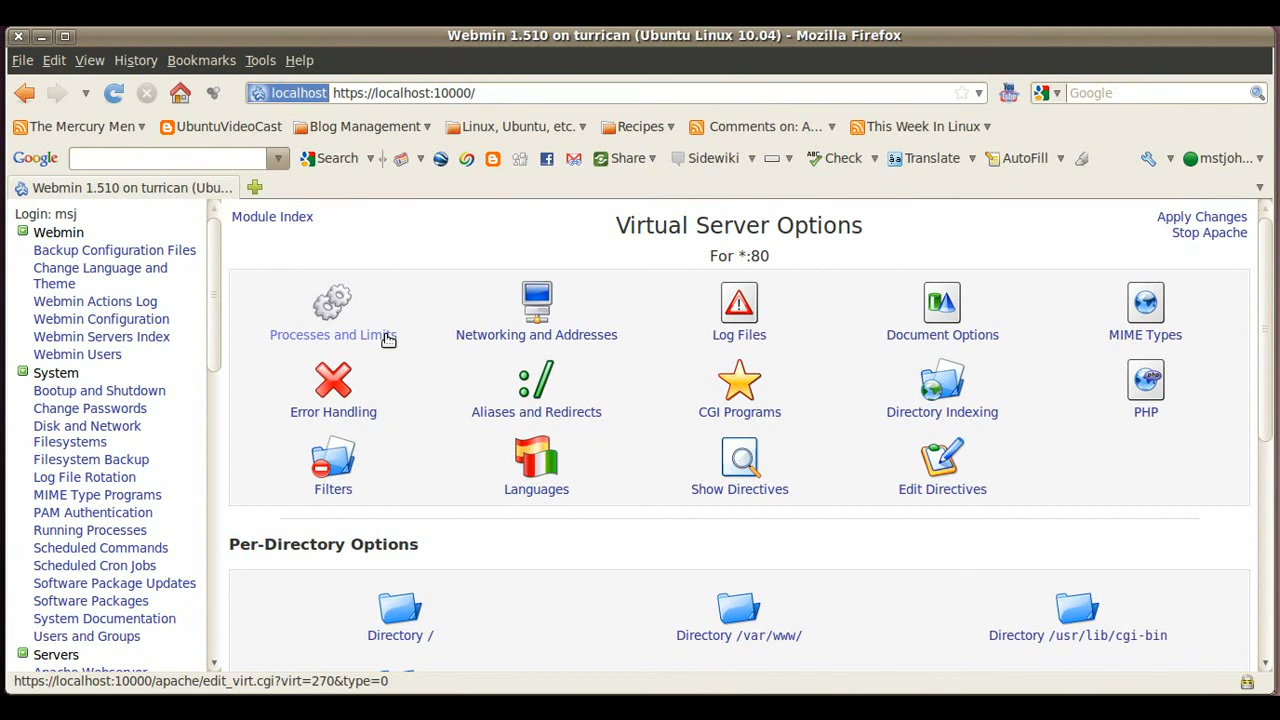 Webmin 1.510 on turrican (Ubuntu Linux 10.04) - Mozilla Firefox
File Edit View History Bookmarks Tools Help
localhost https://localhost:10000/
Google
The Mercury Men UbuntuVideoCast Blog Management Linux, Ubuntu, etc. Recipes Comments on: A... This Week In Linux
Google Search Share Sidewiki Check Translate AutoFill mstjoh...
Webmin 1.510 on turrican (Ubu...
Login: msj
Webmin
Backup Configuration Files
Change Language and
Theme
Webmin Actions Log
Webmin Configuration
Webmin Servers Index
Webmin Users
System
Bootup and Shutdown
Change Passwords
Disk and Network
Filesystems
Filesystem Backup
Log File Rotation
MIME Type Programs
PAM Authentication
Running Processes
Scheduled Commands
Scheduled Cron Jobs
Software Package Updates
Software Packages
System Documentation
Users and Groups
Servers
Apache Webserver
Module Index
Virtual Server Options
For *:80
Apply Changes
Stop Apache
Processes and Limits Networking and Addresses Log Files Document Options MIME Types
Error Handling Aliases and Redirects CGI Programs Directory Indexing PHP
Filters Languages Show Directives Edit Directives
Per-Directory Options
Directory / Directory /var/www/ Directory /usr/lib/cgi-bin
https://localhost:10000/apache/edit_virt.cgi?virt=270&type=0